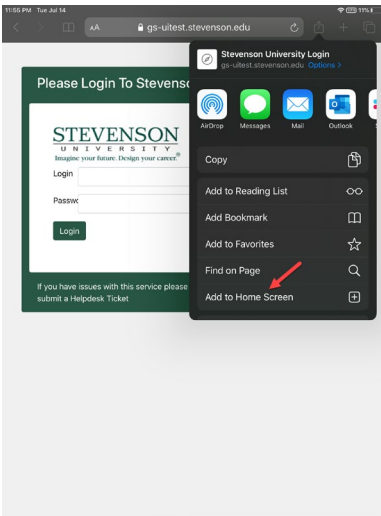 11:55 PM Tue Jul 14
11%
AA
gs-uitest.stevenson.edu
Stevenson University Login
gs-uitest.stevenson.edu Options >
AirDrop
Messages
Mail
Outlook
Copy
Add to Reading List
Add Bookmark
Add to Favorites
Find on Page
Add to Home Screen
Please Login To Stevenso
STEVENSON
UNIVERSITY
Imagine your future. Design your career.®
Login
Passwo
Login
If you have issues with this service please
submit a Helpdesk Ticket